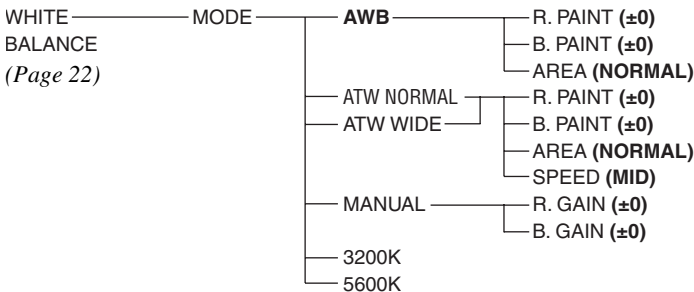 WHITE MODE AWB R. PAINT (±0)
BALANCE B. PAINT (±0)
(Page 22) AREA (NORMAL)
ATW NORMAL R. PAINT (±0)
ATW WIDE B. PAINT (±0)
AREA (NORMAL)
SPEED (MID)
MANUAL R. GAIN (±0)
B. GAIN (±0)
3200K
5600K